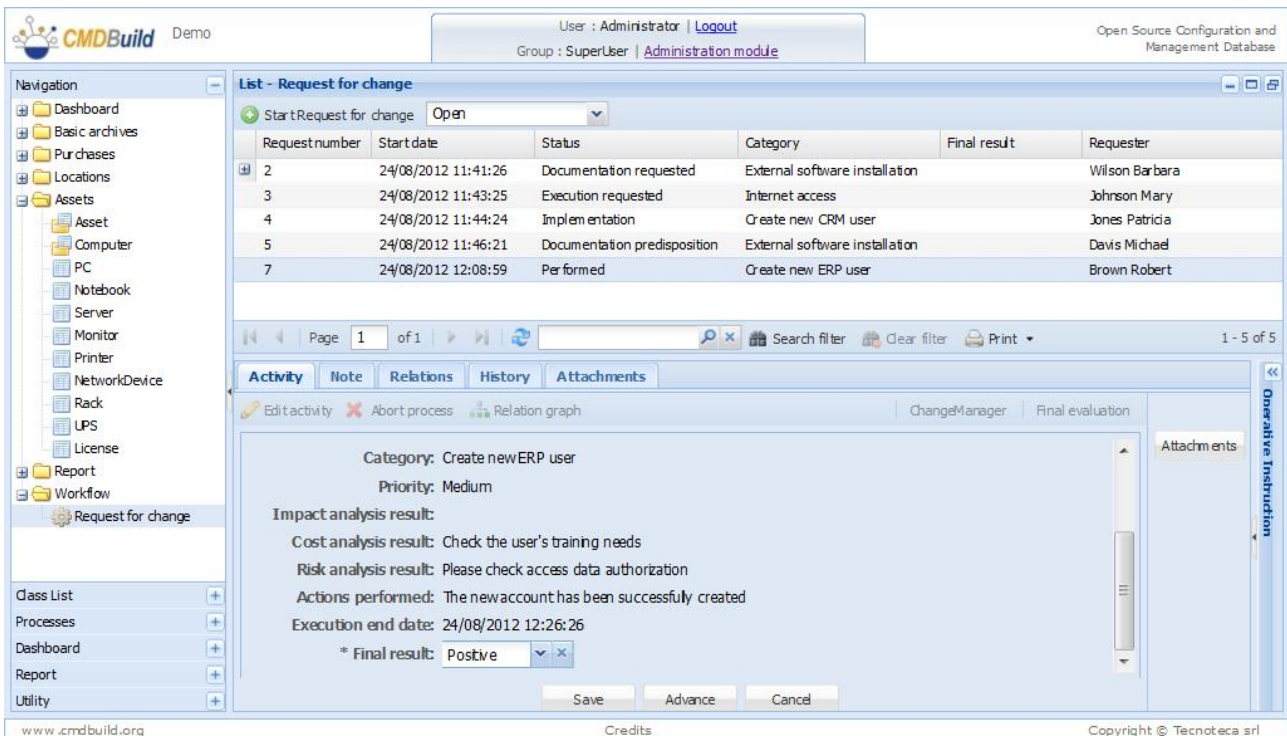 CMDBuild Demo
User : Administrator | Logout
Group : SuperUser | Administration module
Open Source Configuration and
Management Database
Navigation
Dashboard
Basic archives
Purchases
Locations
Assets
Asset
Computer
PC
Notebook
Server
Monitor
Printer
NetworkDevice
Rack
UPS
License
Report
Workflow
Request for change
Class List
Processes
Dashboard
Report
Utility
List - Request for change
Start Request for change Open
Request number Start date Status Category Final result Requester
2 24/08/2012 11:41:26 Documentation requested External software installation Wilson Barbara
3 24/08/2012 11:43:25 Execution requested Internet access Johnson Mary
4 24/08/2012 11:44:24 Implementation Create new CRM user Jones Patricia
5 24/08/2012 11:46:21 Documentation predisposition External software installation Davis Michael
7 24/08/2012 12:08:59 Performed Create new ERP user Brown Robert
Page 1 of 1 Search filter Clear filter Print 1 - 5 of 5
Activity Note Relations History Attachments
Edit activity Abort process Relation graph ChangeManager Final evaluation
Category: Create new ERP user
Priority: Medium
Impact analysis result:
Cost analysis result: Check the user's training needs
Risk analysis result: Please check access data authorization
Actions performed: The new account has been successfully created
Execution end date: 24/08/2012 12:26:26
* Final result: Positive
Save Advance Cancel
Attachments
Operative Instruction
www.cmdbuild.org Credits Copyright © Tecnoteca srl